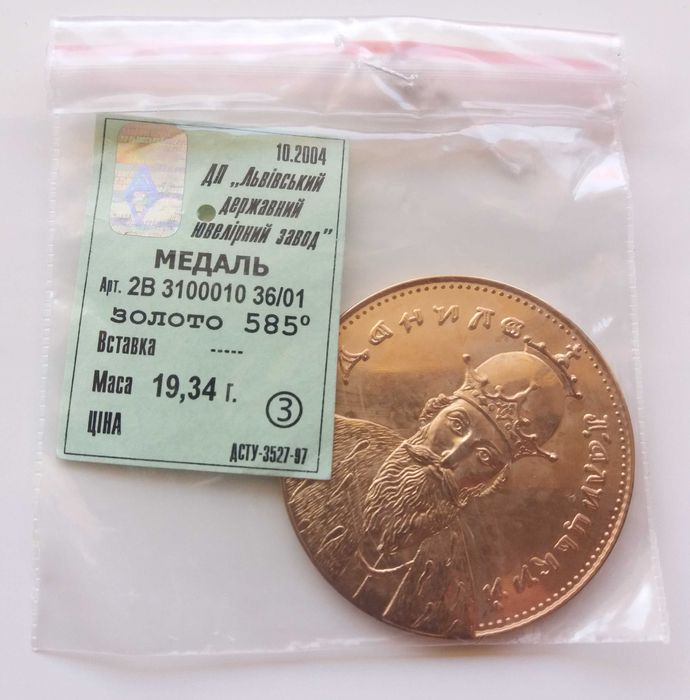 10.2004
ДП „Львівський
державний
ювелірний завод"
МЕДАЛЬ
Арт. 2В 3100010 36/01
золото 585°
Вставка -----
Маса 19,34 г.
3
ЦІНА
ДСТУ-3527-97
Данило
Галицький